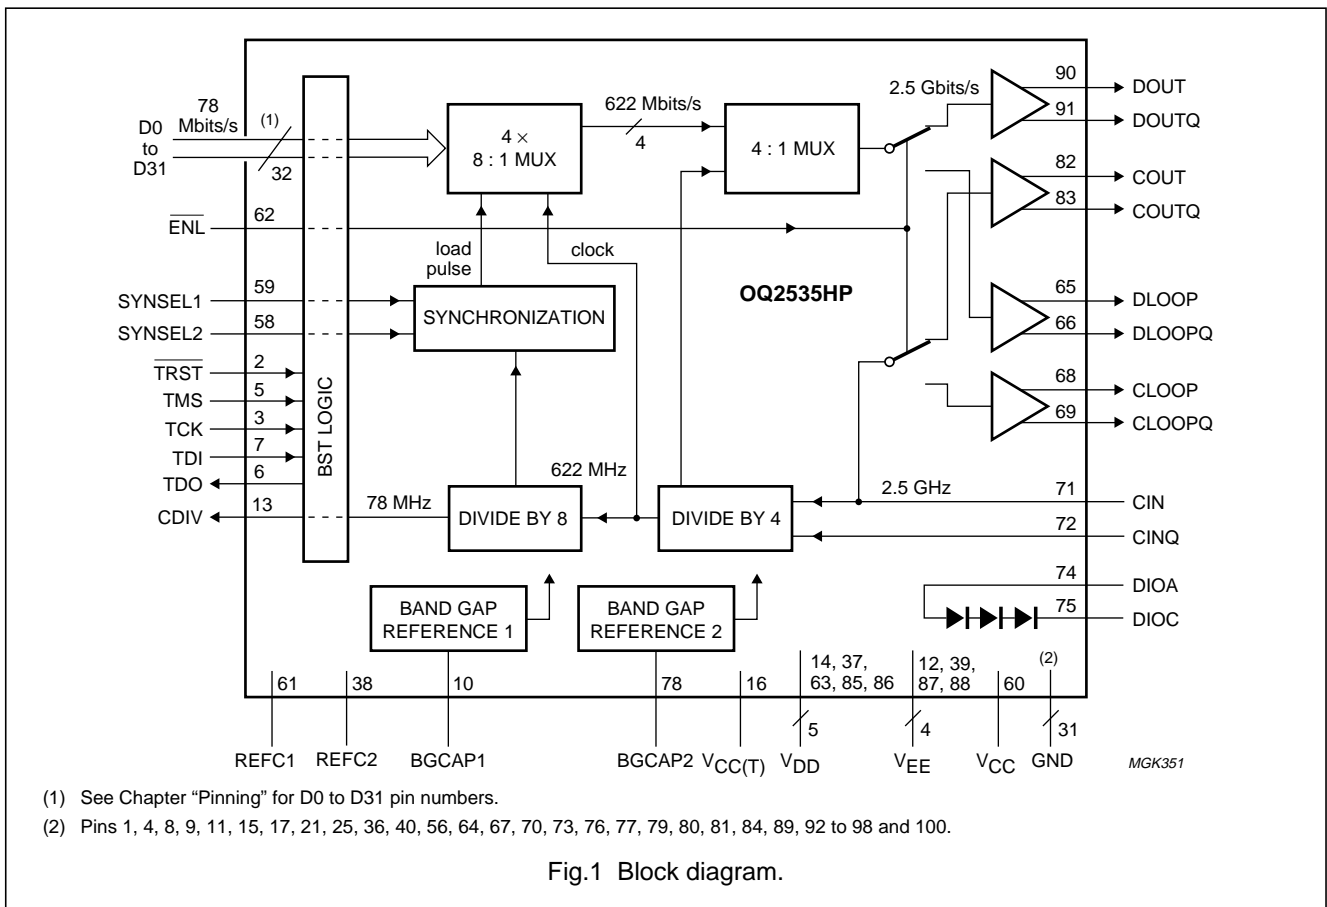 78
Mbits/s
(1)
D0
to
D31
32
4 ×
8 : 1 MUX
622 Mbits/s
4
4 : 1 MUX
2.5 Gbits/s
90
DOUT
91
DOUTQ
82
COUT
83
COUTQ
ENL
62
load
pulse
clock
OQ2535HP
SYNSEL1
59
SYNSEL2
58
SYNCHRONIZATION
65
DLOOP
66
DLOOPQ
68
CLOOP
69
CLOOPQ
TRST
2
TMS
5
TCK
3
TDI
7
TDO
6
CDIV
13
BST LOGIC
78 MHz
DIVIDE BY 8
622 MHz
DIVIDE BY 4
2.5 GHz
71
CIN
72
CINQ
74
DIOA
75
DIOC
BAND GAP
REFERENCE 1
BAND GAP
REFERENCE 2
61
38
10
78
16
14, 37,
63, 85, 86
12, 39,
87, 88
60
(2)
5
4
31
REFC1
REFC2
BGCAP1
BGCAP2
VCC(T)
VDD
VEE
VCC
GND
MGK351
(1) See Chapter “Pinning” for D0 to D31 pin numbers.
(2) Pins 1, 4, 8, 9, 11, 15, 17, 21, 25, 36, 40, 56, 64, 67, 70, 73, 76, 77, 79, 80, 81, 84, 89, 92 to 98 and 100.
Fig.1 Block diagram.